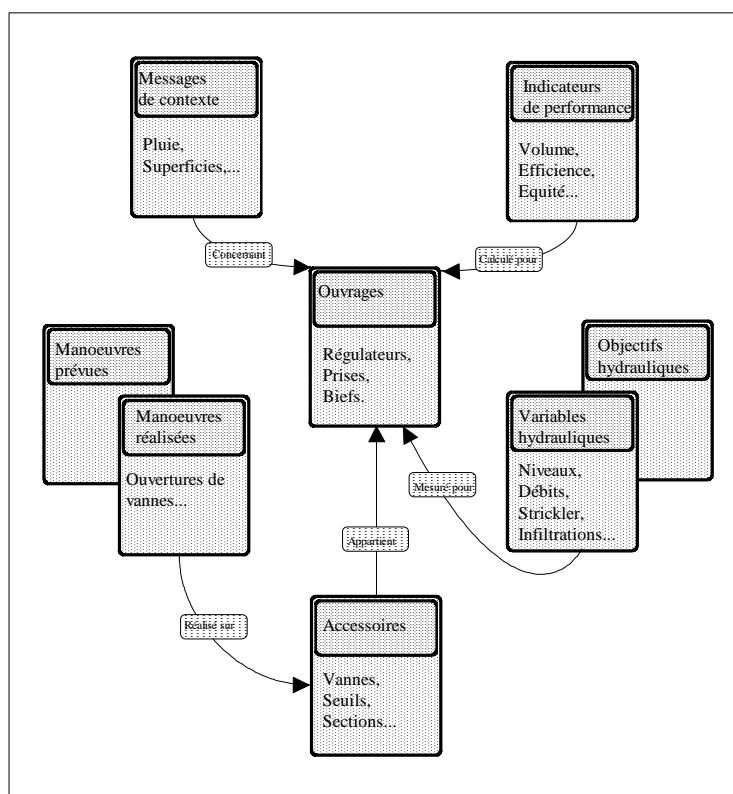 Messages
de contexte
Pluie,
Superficies,...
Indicateurs
de performance
Volume,
Efficience,
Equité...
Concernant
Calculé pour
Ouvrages
Régulateurs,
Prises,
Biefs.
Manoeuvres
prévues
Manoeuvres
réalisées
Ouvertures de
vannes...
Objectifs
hydrauliques
Variables
hydrauliques
Niveaux,
Débits,
Strickler,
Infiltrations...
Mesuré pour
Appartient
Réalisé sur
Accessoires
Vannes,
Seuils,
Sections...